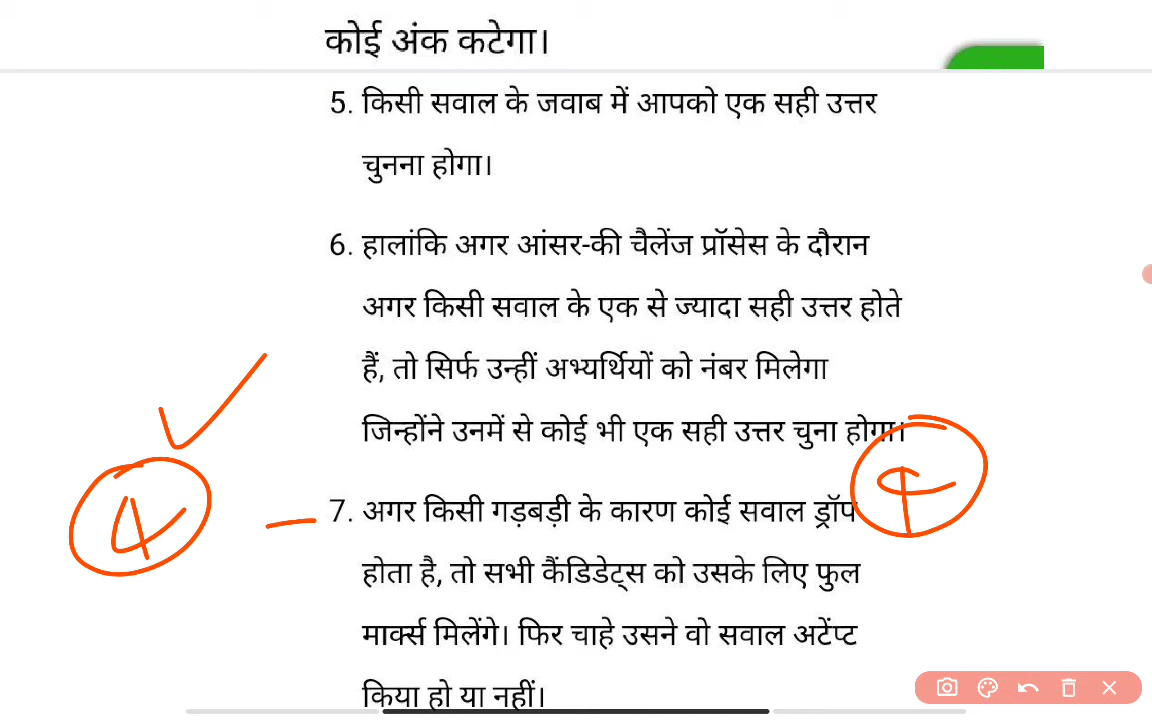 कोई अंक कटेगा।
5. किसी सवाल के जवाब में आपको एक सही उत्तर
चुनना होगा।
6. हालांकि अगर आंसर-की चैलेंज प्रॉसेस के दौरान
अगर किसी सवाल के एक से ज्यादा सही उत्तर होते
हैं, तो सिर्फ उन्हीं अभ्यर्थियों को नंबर मिलेगा
जिन्होंने उनमें से कोई भी एक सही उत्तर चुना होगा।
4
7. अगर किसी गड़बड़ी के कारण कोई सवाल ड्रॉप
होता है, तो सभी कैंडिडेट्स को उसके लिए फुल
मार्क्स मिलेंगे। फिर चाहे उसने वो सवाल अटेंप्ट
किया हो या नहीं।